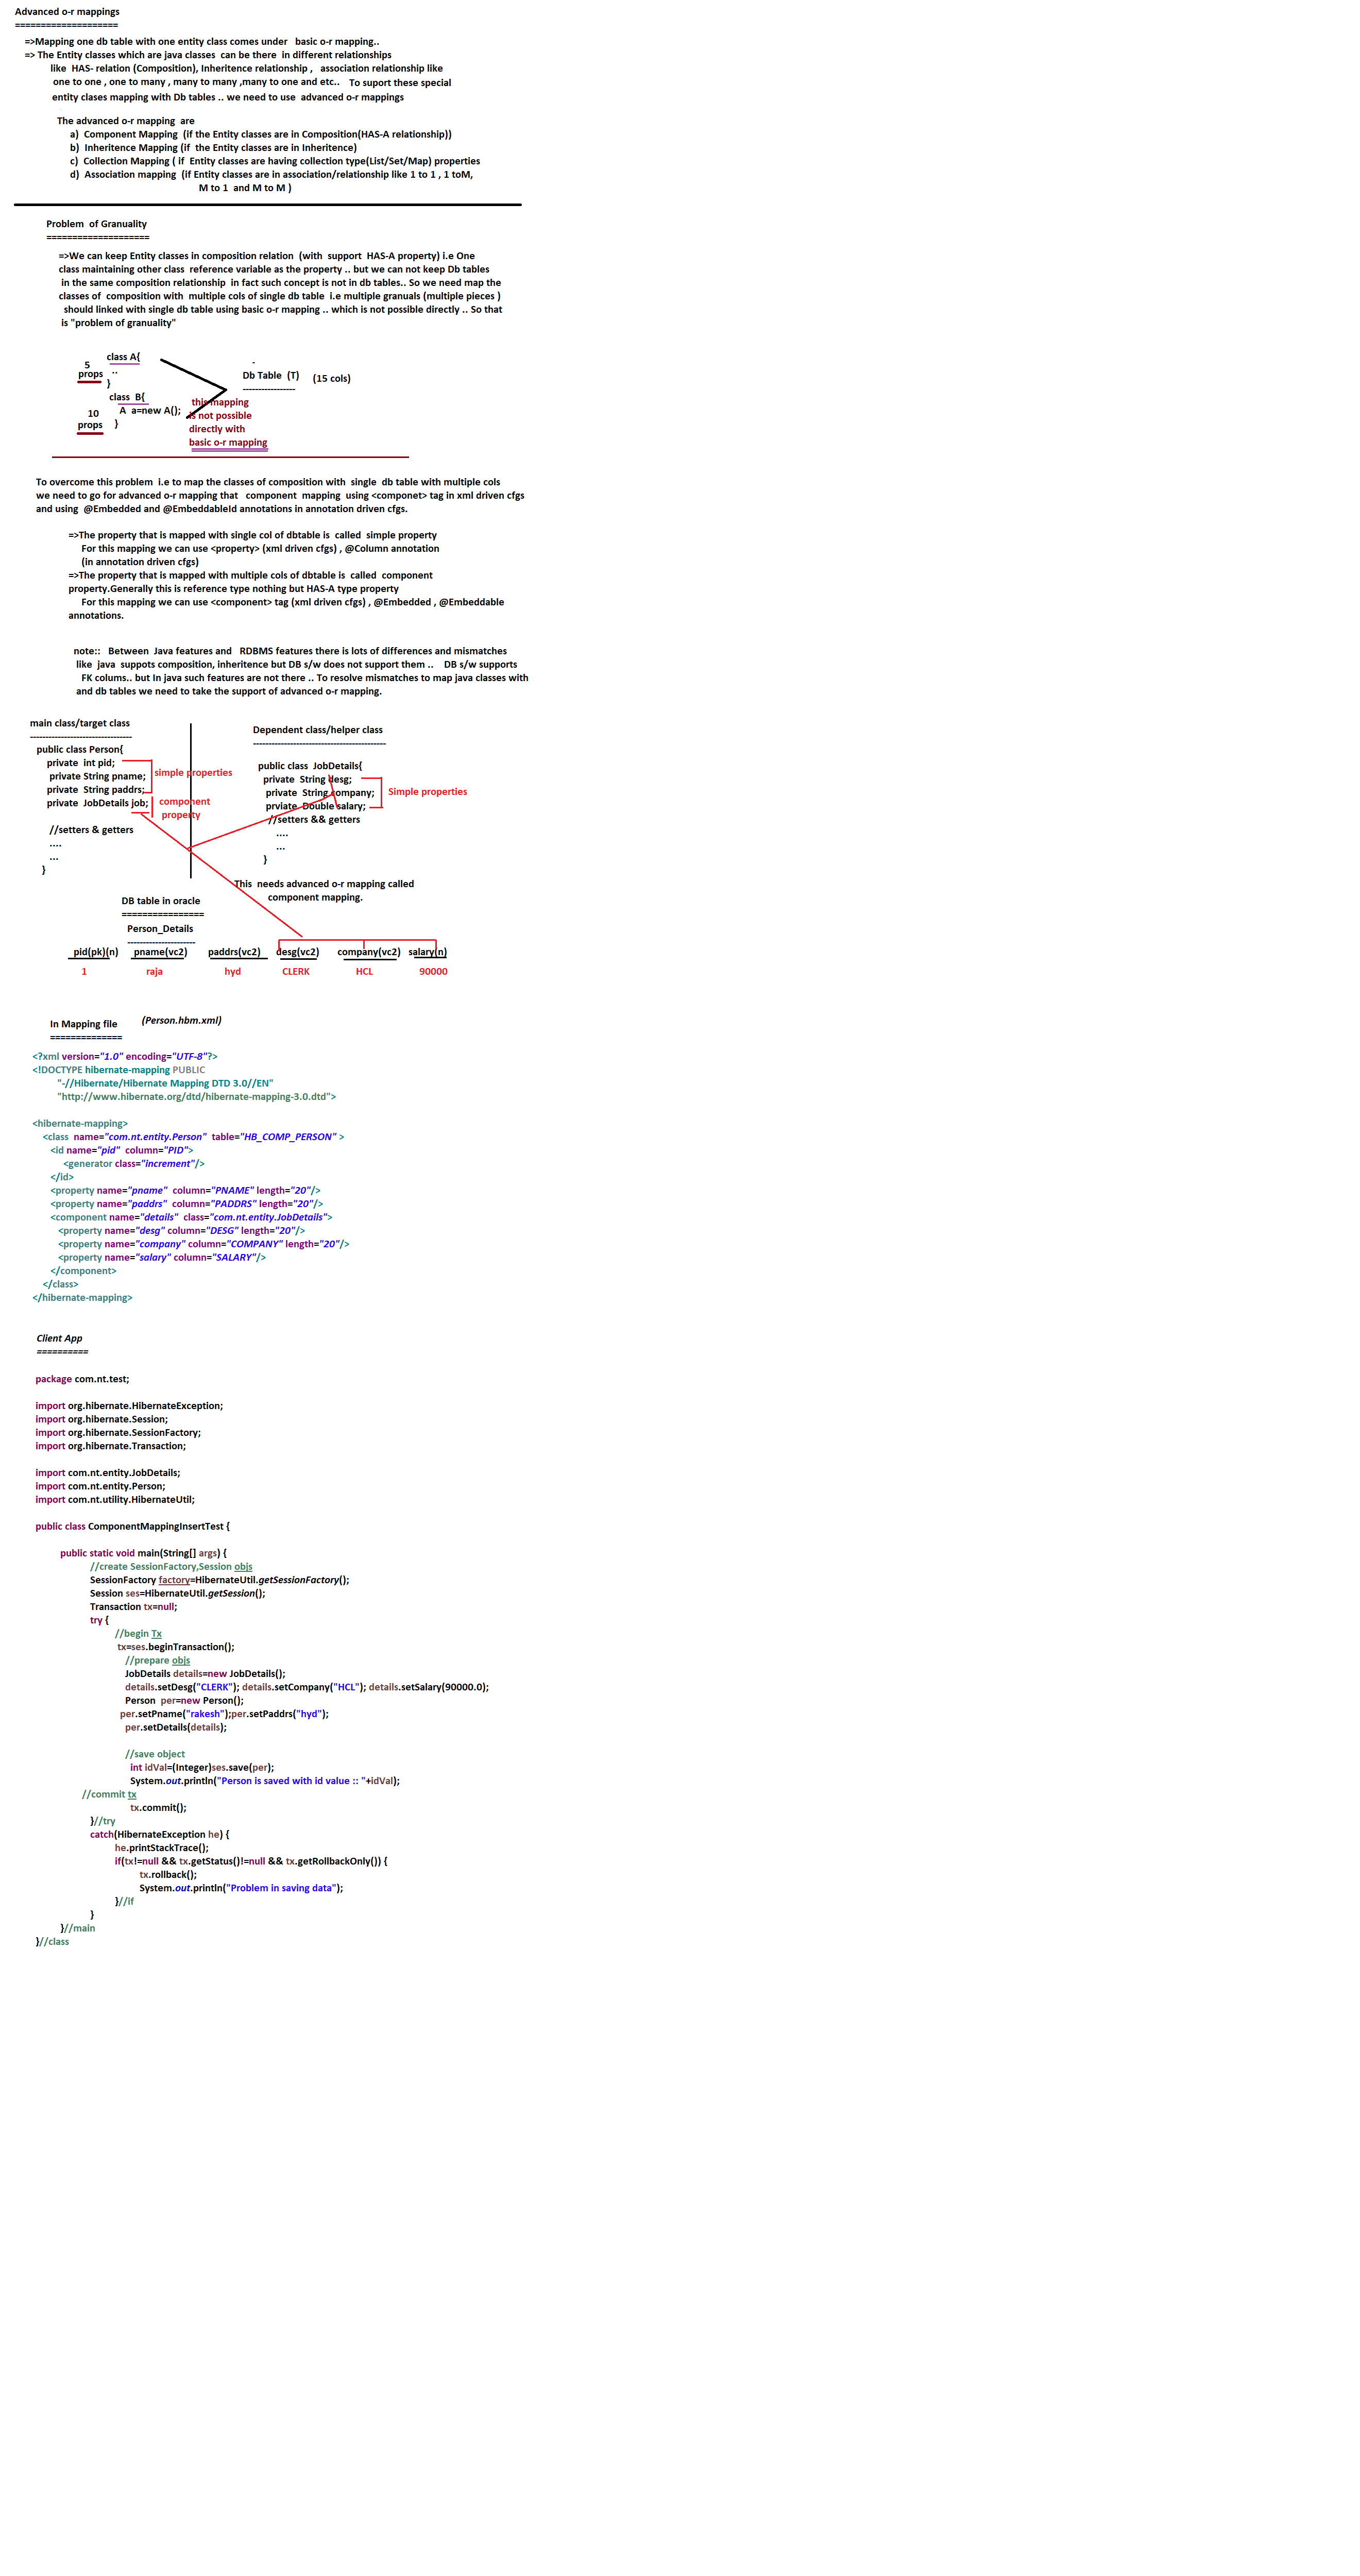 Advanced o-r mappings
====================
=>Mapping one db table with one entity class comes under basic o-r mapping..
=> The Entity classes which are java classes can be there in different relationships
like HAS- relation (Composition), Inheritence relationship , association relationship like
one to one , one to many , many to many ,many to one and etc.. To suport these special
entity clases mapping with Db tables .. we need to use advanced o-r mappings
The advanced o-r mapping are
a) Component Mapping (if the Entity classes are in Composition(HAS-A relationship))
b) Inheritence Mapping (if the Entity classes are in Inheritence)
c) Collection Mapping ( if Entity classes are having collection type(List/Set/Map) properties
d) Association mapping (if Entity classes are in association/relationship like 1 to 1 , 1 toM,
M to 1 and M to M )
Problem of Granuality
====================
=>We can keep Entity classes in composition relation (with support HAS-A property) i.e One
class maintaining other class reference variable as the property .. but we can not keep Db tables
in the same composition relationship in fact such concept is not in db tables.. So we need map the
classes of composition with multiple cols of single db table i.e multiple granuals (multiple pieces )
should linked with single db table using basic o-r mapping .. which is not possible directly .. So that
is "problem of granuality"
class A{
5
props ..
}
class B{
10 A a=new A();
props }
-
Db Table (T) (15 cols)
-----------------
this mapping
is not possible
directly with
basic o-r mapping
To overcome this problem i.e to map the classes of composition with single db table with multiple cols
we need to go for advanced o-r mapping that component mapping using <componet> tag in xml driven cfgs
and using @Embedded and @EmbeddableId annotations in annotation driven cfgs.
=>The property that is mapped with single col of dbtable is called simple property
For this mapping we can use <property> (xml driven cfgs) , @Column annotation
(in annotation driven cfgs)
=>The property that is mapped with multiple cols of dbtable is called component
property.Generally this is reference type nothing but HAS-A type property
For this mapping we can use <component> tag (xml driven cfgs) , @Embedded , @Embeddable
annotations.
note:: Between Java features and RDBMS features there is lots of differences and mismatches
like java suppots composition, inheritence but DB s/w does not support them .. DB s/w supports
FK colums.. but In java such features are not there .. To resolve mismatches to map java classes with
and db tables we need to take the support of advanced o-r mapping.
main class/target class
---------------------------------
public class Person{
private int pid;
private String pname;
private String paddrs;
private JobDetails job;
simple properties
component
property
//setters & getters
....
...
}
Dependent class/helper class
-------------------------------------------
public class JobDetails{
private String desg;
private String company;
prviate Double salary;
Simple properties
//setters && getters
....
...
}
This needs advanced o-r mapping called
component mapping.
DB table in oracle
================
Person_Details
----------------------
pid(pk)(n) pname(vc2) paddrs(vc2) desg(vc2) company(vc2) salary(n)
1 raja hyd CLERK HCL 90000
In Mapping file (Person.hbm.xml)
==============
<?xml version="1.0" encoding="UTF-8"?>
<!DOCTYPE hibernate-mapping PUBLIC
"-//Hibernate/Hibernate Mapping DTD 3.0//EN"
"http://www.hibernate.org/dtd/hibernate-mapping-3.0.dtd">
<hibernate-mapping>
<class name="com.nt.entity.Person" table="HB_COMP_PERSON" >
<id name="pid" column="PID">
<generator class="increment"/>
</id>
<property name="pname" column="PNAME" length="20"/>
<property name="paddrs" column="PADDRS" length="20"/>
<component name="details" class="com.nt.entity.JobDetails">
<property name="desg" column="DESG" length="20"/>
<property name="company" column="COMPANY" length="20"/>
<property name="salary" column="SALARY"/>
</component>
</class>
</hibernate-mapping>
Client App
==========
package com.nt.test;
import org.hibernate.HibernateException;
import org.hibernate.Session;
import org.hibernate.SessionFactory;
import org.hibernate.Transaction;
import com.nt.entity.JobDetails;
import com.nt.entity.Person;
import com.nt.utility.HibernateUtil;
public class ComponentMappingInsertTest {
public static void main(String[] args) {
//create SessionFactory,Session objs
SessionFactory factory=HibernateUtil.getSessionFactory();
Session ses=HibernateUtil.getSession();
Transaction tx=null;
try {
//begin Tx
tx=ses.beginTransaction();
//prepare objs
JobDetails details=new JobDetails();
details.setDesg("CLERK"); details.setCompany("HCL"); details.setSalary(90000.0);
Person per=new Person();
per.setPname("rakesh");per.setPaddrs("hyd");
per.setDetails(details);
//save object
int idVal=(Integer)ses.save(per);
System.out.println("Person is saved with id value :: "+idVal);
//commit tx
tx.commit();
}//try
catch(HibernateException he) {
he.printStackTrace();
if(tx!=null && tx.getStatus()!=null && tx.getRollbackOnly()) {
tx.rollback();
System.out.println("Problem in saving data");
}//if
}
}//main
}//class